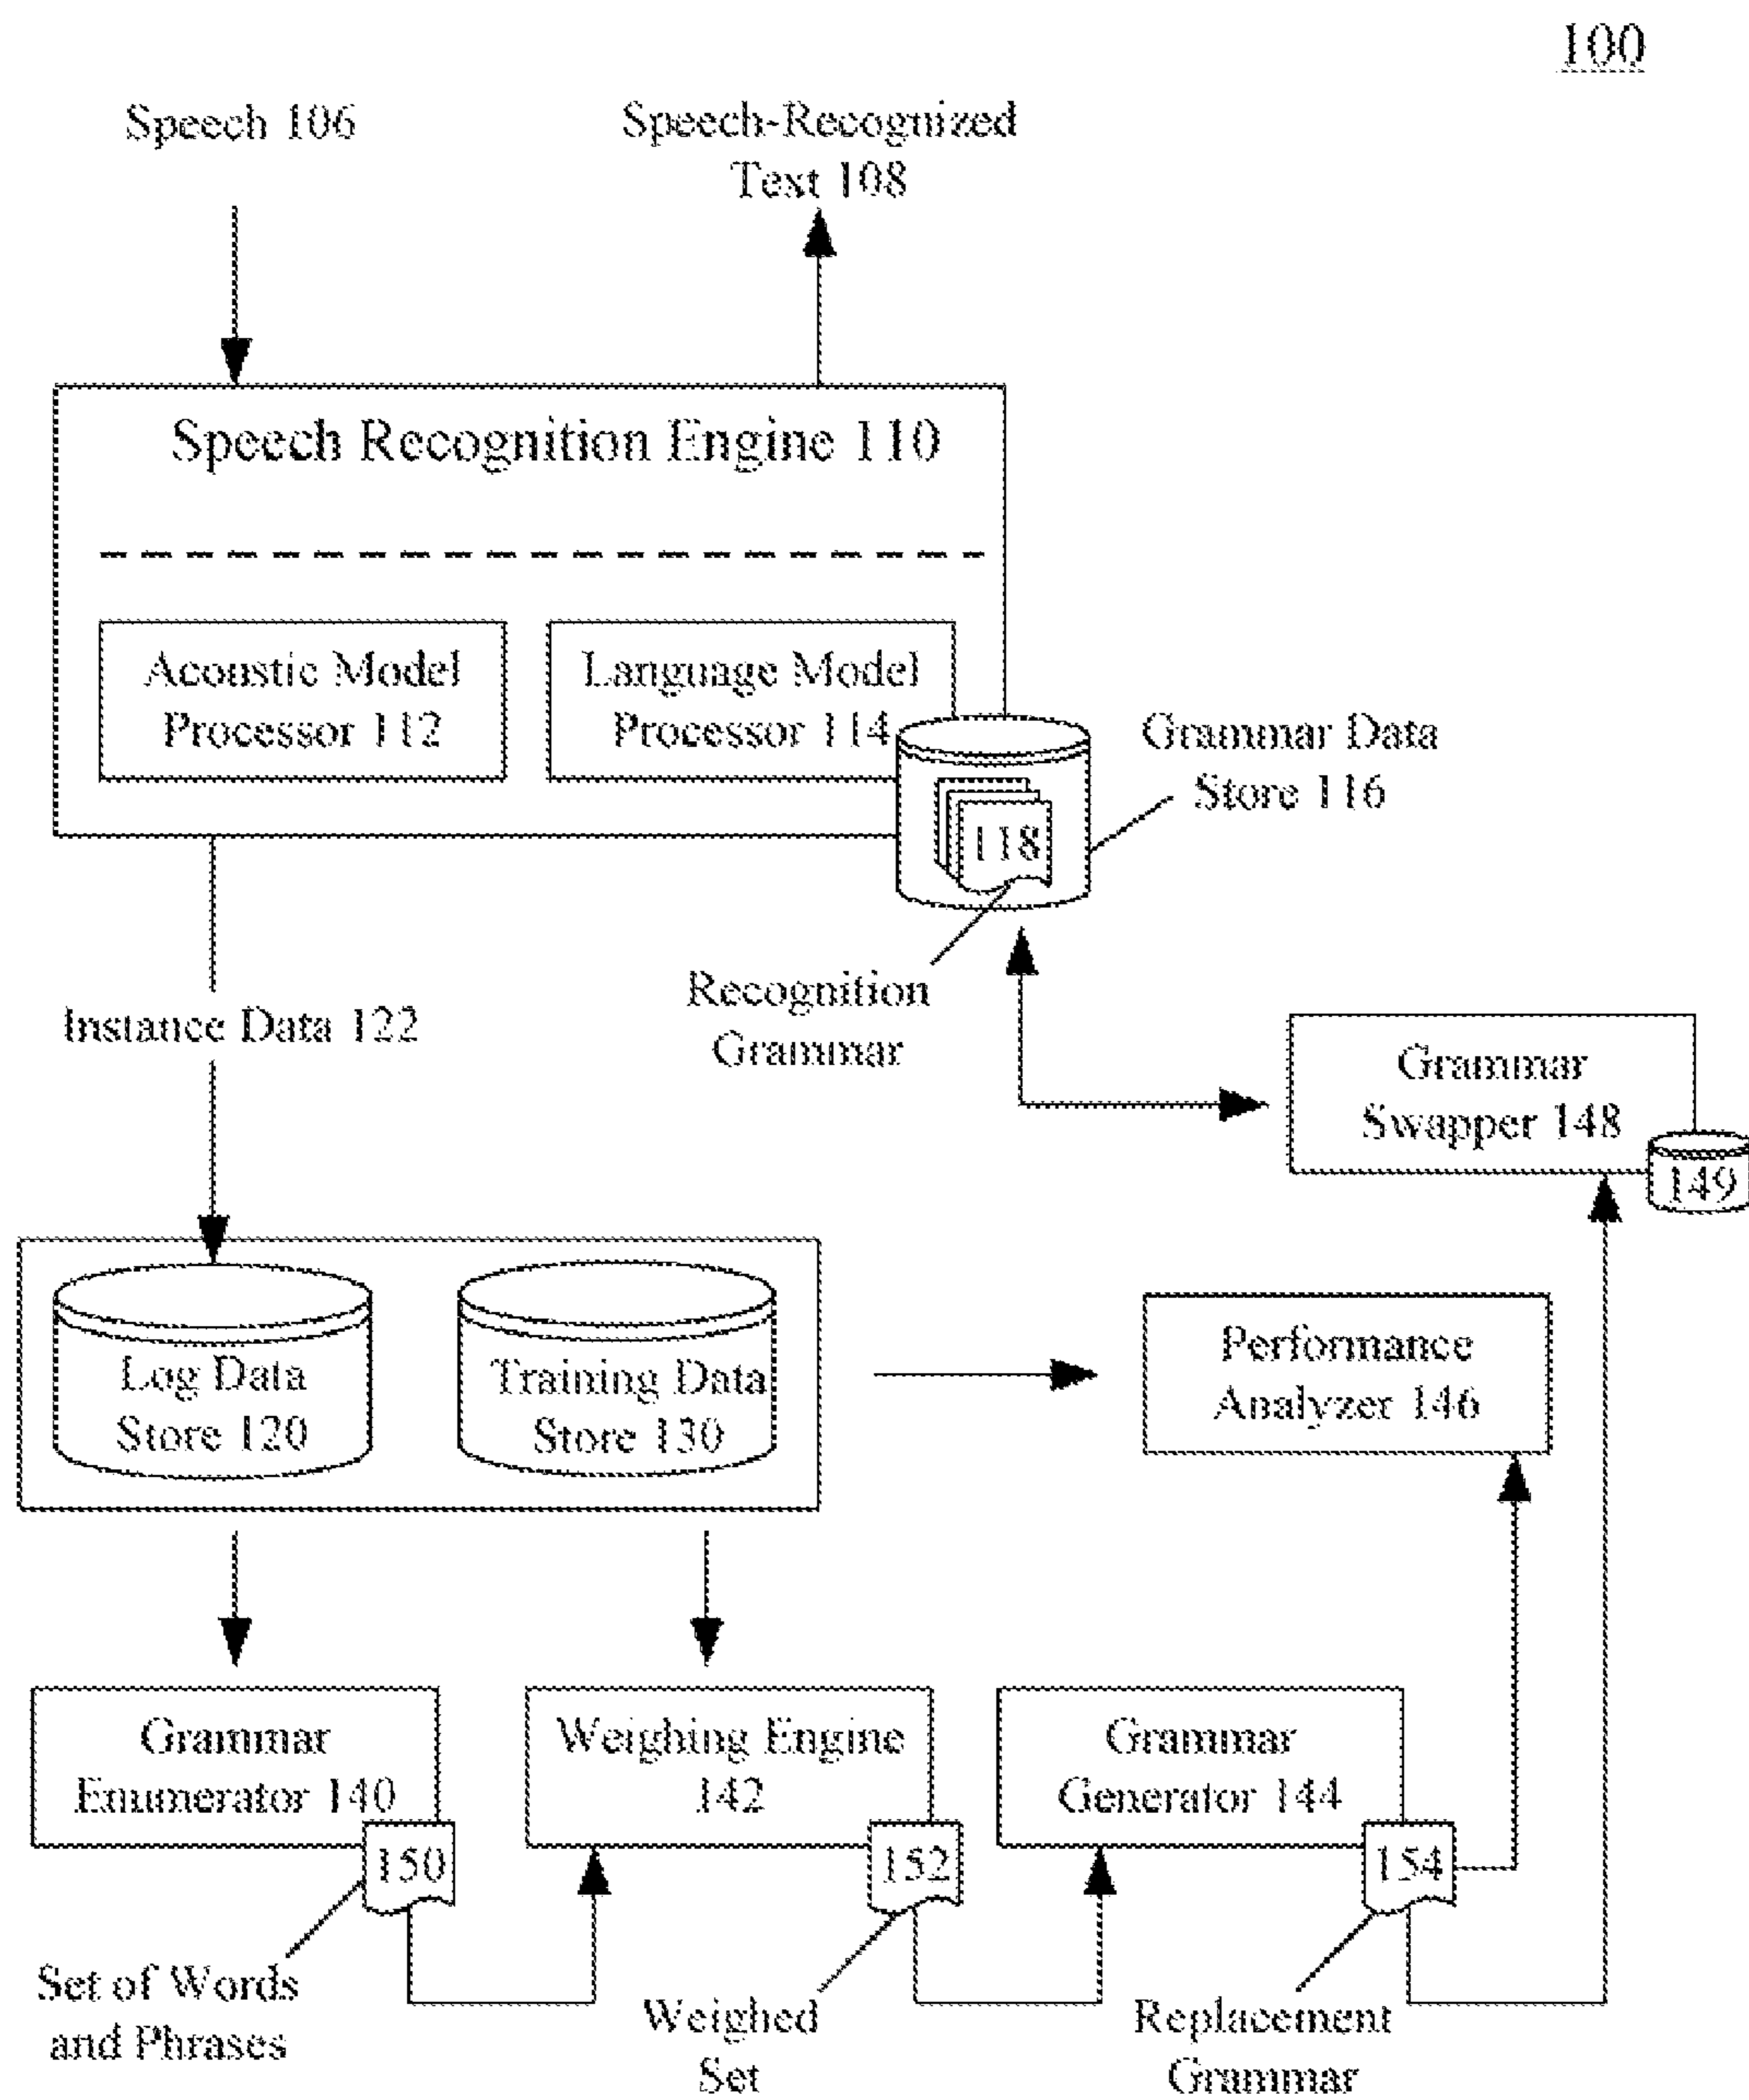 100
Speech 106
Speech-Recognized
Text 108
Speech Recognition Engine 110
Acoustic Model
Processor 112
Language Model
Processor 114
Grammar Data
Store 116
118
Recognition
Grammar
Instance Data 122
Grammar
Swapper 148
149
Log Data
Store 120
Training Data
Store 130
Performance
Analyzer 146
Grammar
Enumerator 140
150
Weighing Engine
142
152
Grammar
Generator 144
154
Set of Words
and Phrases
Weighed
Set
Replacement
Grammar